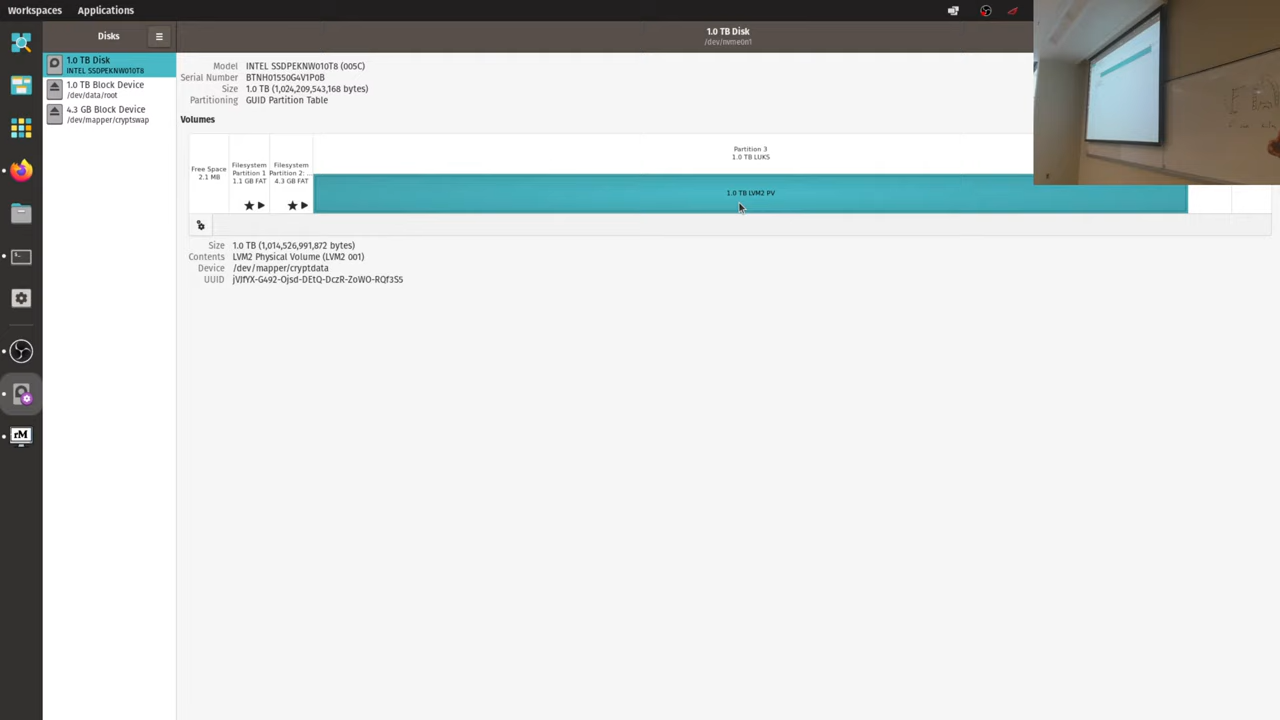 Workspaces
Applications
Disks
1.0 TB Disk
/dev/nvme0n1
1.0 TB Disk
INTEL SSDPEKNW010T8
1.0 TB Block Device
/dev/data/root
4.3 GB Block Device
/dev/mapper/cryptswap
Model INTEL SSDPEKNW010T8 (005C)
Serial Number BTNH01550G4V1P0B
Size 1.0 TB (1,024,209,543,168 bytes)
Partitioning GUID Partition Table
Volumes
Free Space
2.1 MB
Filesystem
Partition 1
1.1 GB FAT
Filesystem
Partition 2: ...
4.3 GB FAT
Partition 3
1.0 TB LUKS
1.0 TB LVM2 PV
Size 1.0 TB (1,014,526,991,872 bytes)
Contents LVM2 Physical Volume (LVM2 001)
Device /dev/mapper/cryptdata
UUID jVJfYX-G492-Ojsd-DEtQ-DczR-ZoWO-RQf3S5
rM